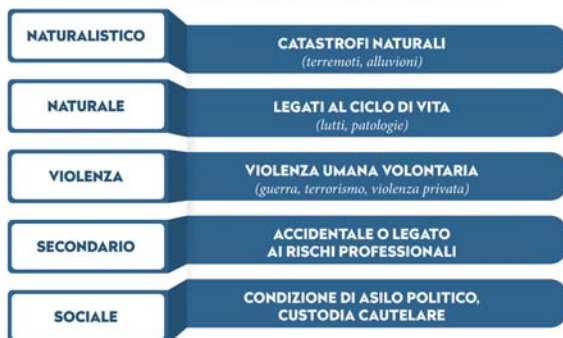 NATURALISTICO
CATASTROFI NATURALI
(terremoti, alluvioni)
NATURALE
LEGATI AL CICLO DI VITA
(lutti, patologie)
VIOLENZA
VIOLENZA UMANA VOLONTARIA
(guerra, terrorismo, violenza privata)
SECONDARIO
ACCIDENTALE O LEGATO
AI RISCHI PROFESSIONALI
SOCIALE
CONDIZIONE DI ASILO POLITICO,
CUSTODIA CAUTELARE